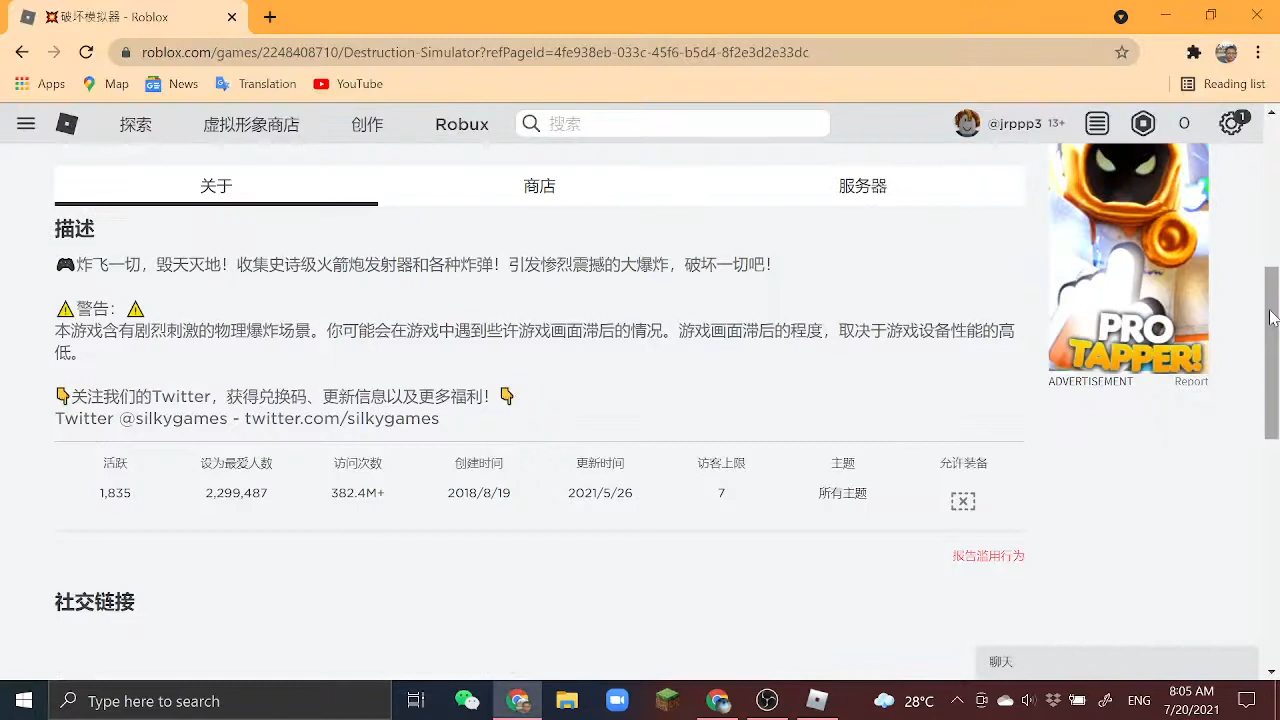 💥破坏模拟器 - Roblox
roblox.com/games/2248408710/Destruction-Simulator?refPageId=4fe938eb-033c-45f6-b5d4-8f2e3d2e33dc
Apps Map News Translation YouTube Reading list
探索 虚拟形象商店 创作 Robux 搜索 @jrppp3 13+ 0 1
关于 商店 服务器
描述
🎮炸飞一切，毁天灭地！收集史诗级火箭炮发射器和各种炸弹！引发惨烈震撼的大爆炸，破坏一切吧！
⚠警告：⚠
本游戏含有剧烈刺激的物理爆炸场景。你可能会在游戏中遇到些许游戏画面滞后的情况。游戏画面滞后的程度，取决于游戏设备性能的高
低。
👇关注我们的Twitter，获得兑换码、更新信息以及更多福利！👇
Twitter @silkygames - twitter.com/silkygames
PRO
TAPPER!
ADVERTISEMENT Report
活跃 设为最爱人数 访问次数 创建时间 更新时间 访客上限 主题 允许装备
1,835 2,299,487 382.4M+ 2018/8/19 2021/5/26 7 所有主题
报告滥用行为
社交链接
聊天
Type here to search 28°C ENG 8:05 AM
7/20/2021